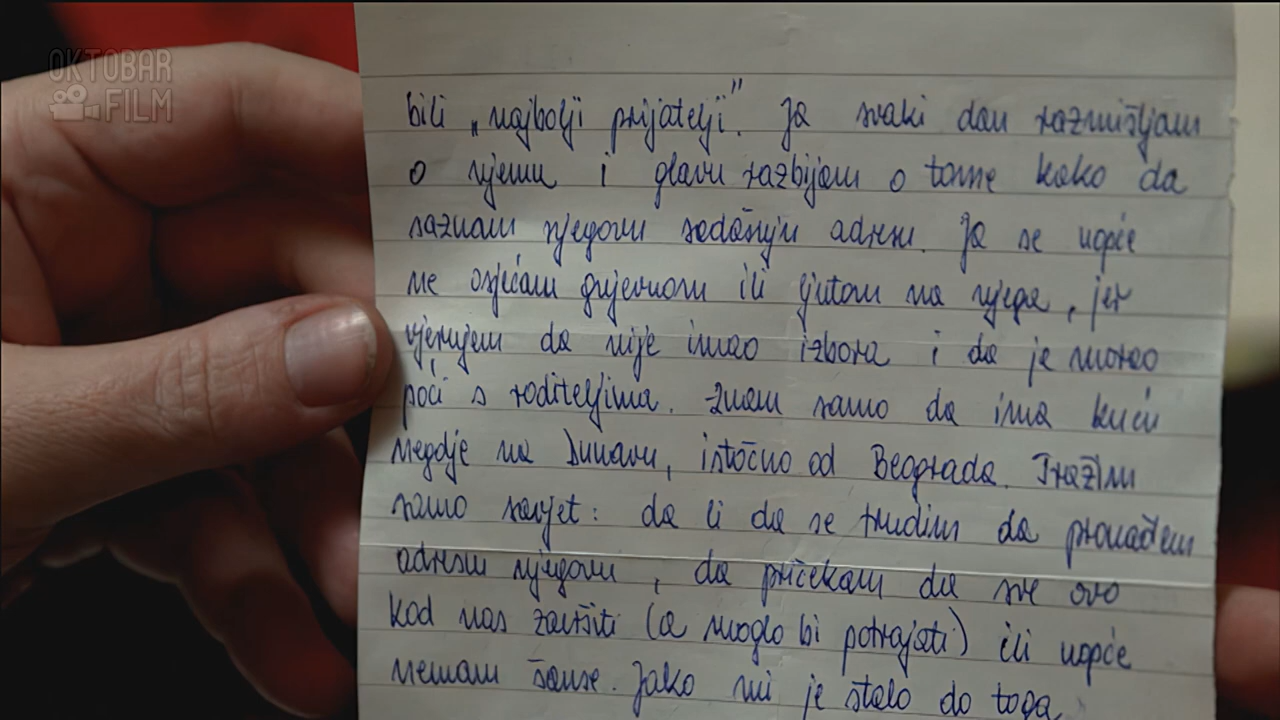 OKTOBAR
FILM
bili „najbolji prijatelji”. Ja svaki dan razmišljam
o njemu i glavu razbijam o tome kako da
saznam njegovu sadašnju adresu. Ja se uopće
ne osjećam gnjevnom ili ljutom na njega, jer
vjerujem da nije imao izbora i da je morao
poći s roditeljima. Znam samo da ima kuću
negdje na Dunavu, istočno od Beograda. Tražim
samo savjet: da li da se trudim da pronađem
adresu njegovu, da pričekam da sve ovo
kod nas završiti (a moglo bi potrajati) ili uopće
nemam šanse. Jako mi je stalo do toga